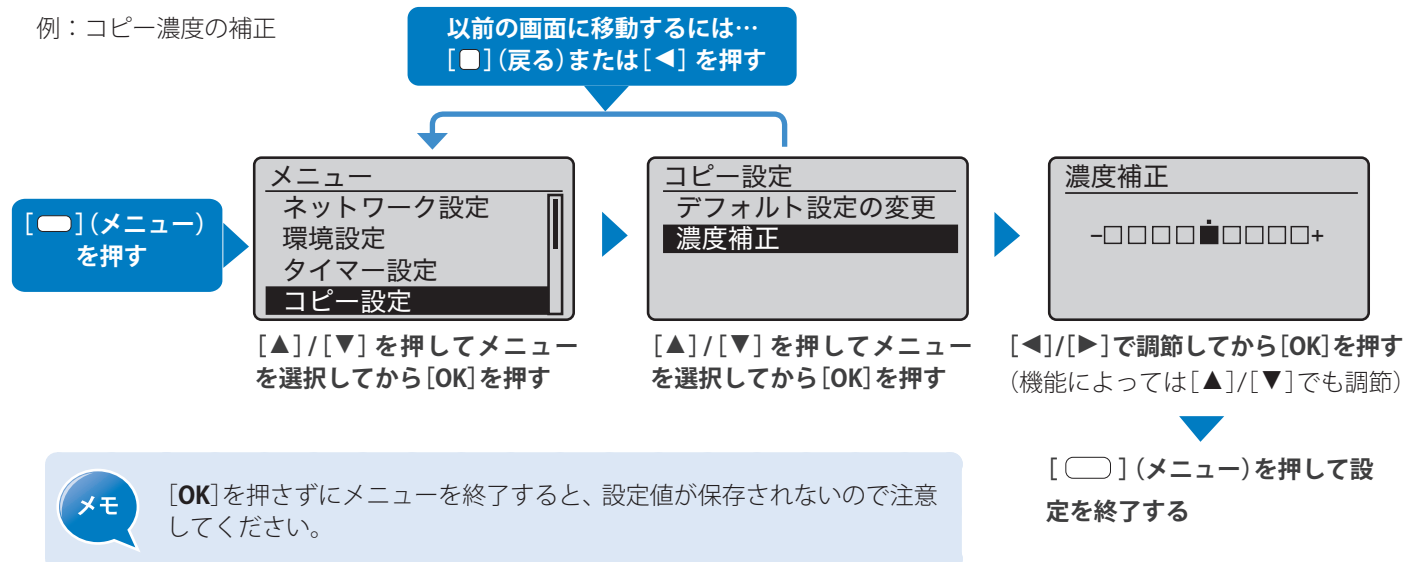 例：コピー濃度の補正
以前の画面に移動するには…
[□](戻る)または[◀] を押す
[▭](メニュー)
を押す
メニュー
ネットワーク設定
環境設定
タイマー設定
コピー設定
[▲]/[▼] を押してメニュー
を選択してから[OK]を押す
コピー設定
デフォルト設定の変更
濃度補正
[▲]/[▼] を押してメニュー
を選択してから[OK]を押す
濃度補正
-□□□□■□□□□+
[◀]/[▶]で調節してから[OK]を押す
（機能によっては[▲]/[▼]でも調節）
[▭](メニュー)を押して設
定を終了する
メモ
[OK]を押さずにメニューを終了すると、設定値が保存されないので注意
してください。